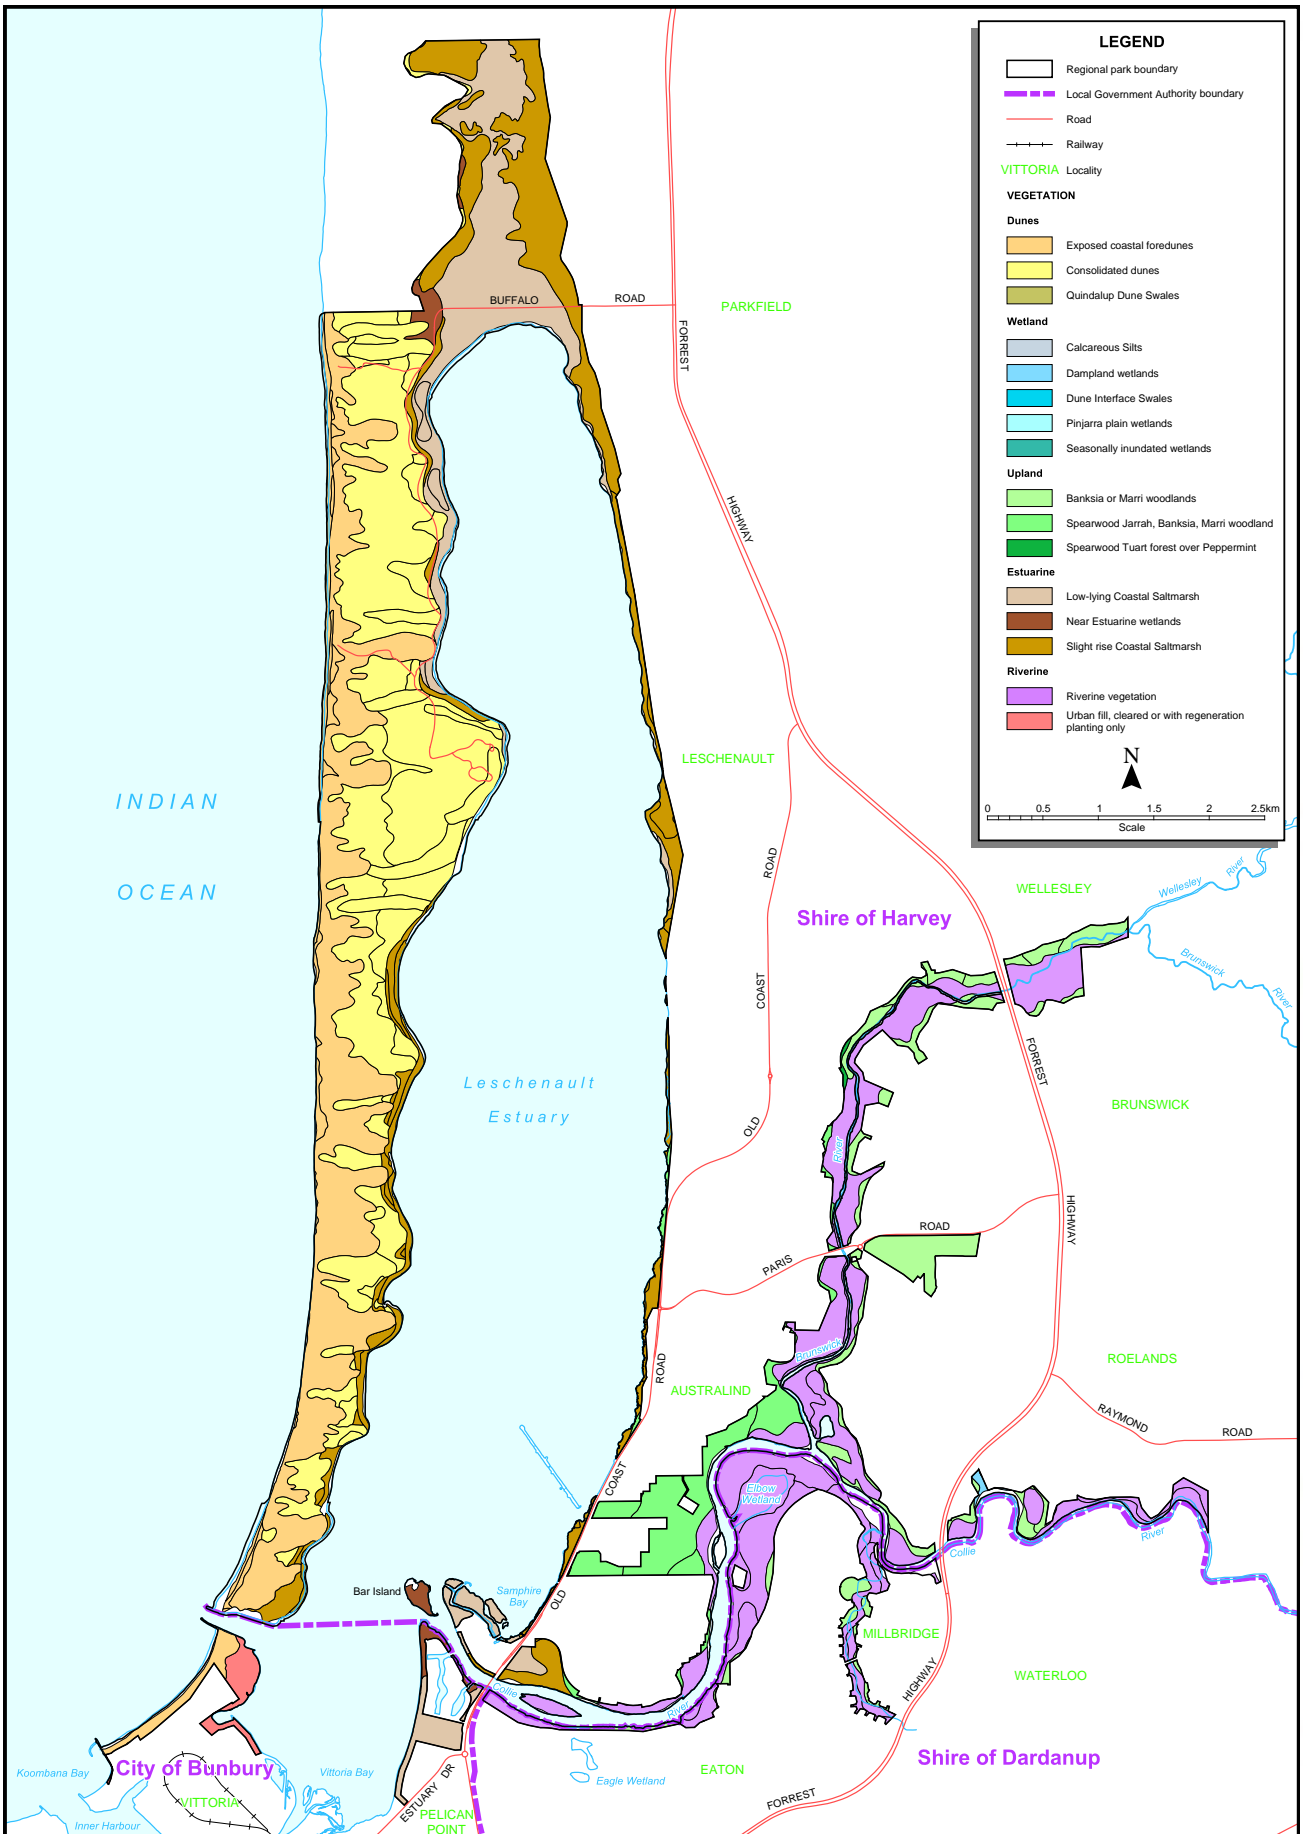 LEGEND
Regional park boundary
Local Government Authority boundary
Road
Railway
VITTORIA Locality
VEGETATION
Dunes
Exposed coastal foredunes
Consolidated dunes
Quindalup Dune Swales
Wetland
Calcareous Silts
Dampland wetlands
Dune Interface Swales
Pinjarra plain wetlands
Seasonally inundated wetlands
Upland
Banksia or Marri woodlands
Spearwood Jarrah, Banksia, Marri woodland
Spearwood Tuart forest over Peppermint
Estuarine
Low-lying Coastal Saltmarsh
Near Estuarine wetlands
Slight rise Coastal Saltmarsh
Riverine
Riverine vegetation
Urban fill, cleared or with regeneration
planting only
N
0 0.5 1 1.5 2 2.5km
Scale
BUFFALO ROAD
PARKFIELD
FORREST
HIGHWAY
LESCHENAULT
INDIAN
OCEAN
ROAD
COAST
OLD
WELLESLEY
Wellesley River
Shire of Harvey
Brunswick
River
Leschenault
Estuary
FORREST
BRUNSWICK
River
HIGHWAY
ROAD
PARIS
Brunswick
ROELANDS
ROAD
AUSTRALIND
RAYMOND
ROAD
COAST
Elbow
Wetland
River
Collie
Bar Island
Samphire
Bay
OLD
MILLBRIDGE
WATERLOO
HIGHWAY
Collie
River
Shire of Dardanup
City of Bunbury
Koombana Bay
Vittoria Bay
EATON
Eagle Wetland
ESTUARY DR
VITTORIA
FORREST
PELICAN
POINT
Inner Harbour